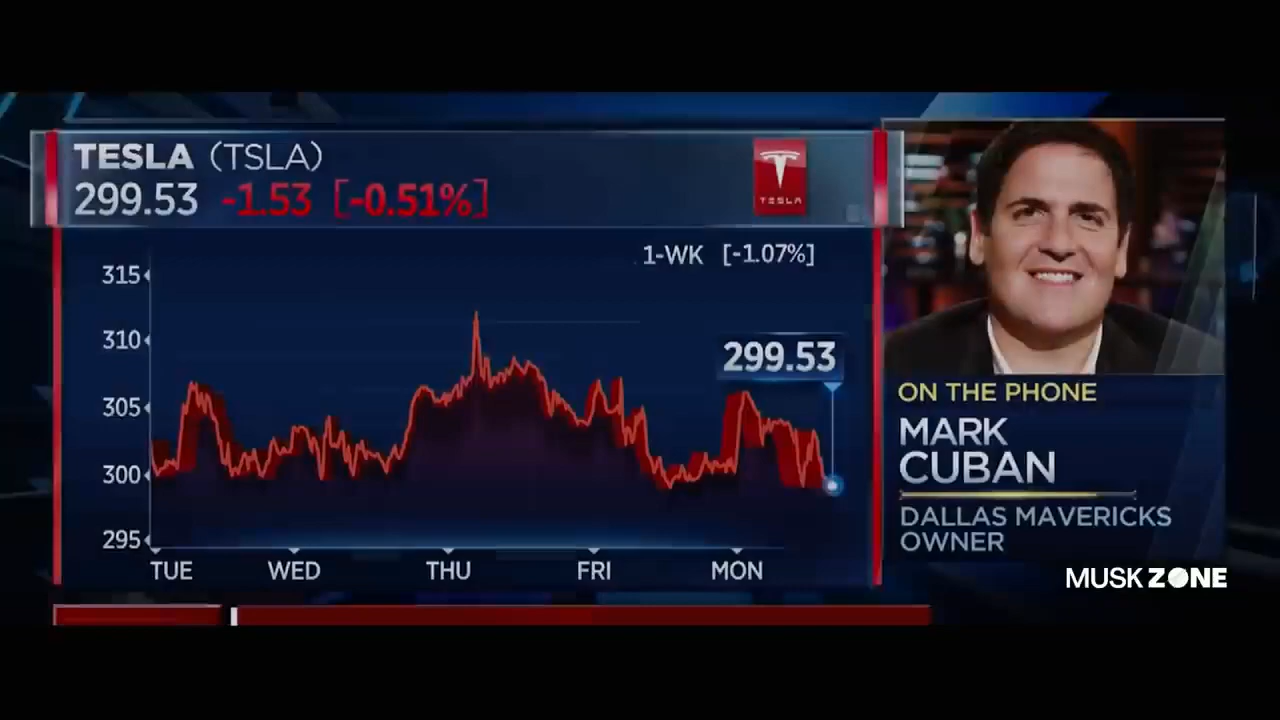 TESLA (TSLA)
299.53 -1.53 [-0.51%]
TESLA
1-WK [-1.07%]
315
310
305
300
295
299.53
TUE WED THU FRI MON
ON THE PHONE
MARK
CUBAN
DALLAS MAVERICKS
OWNER
MUSK ZONE